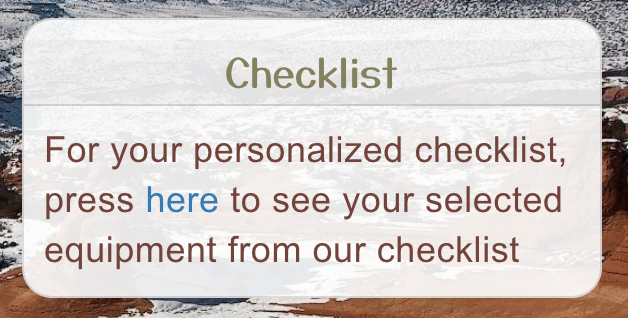 Checklist
For your personalized checklist,
press here to see your selected
equipment from our checklist